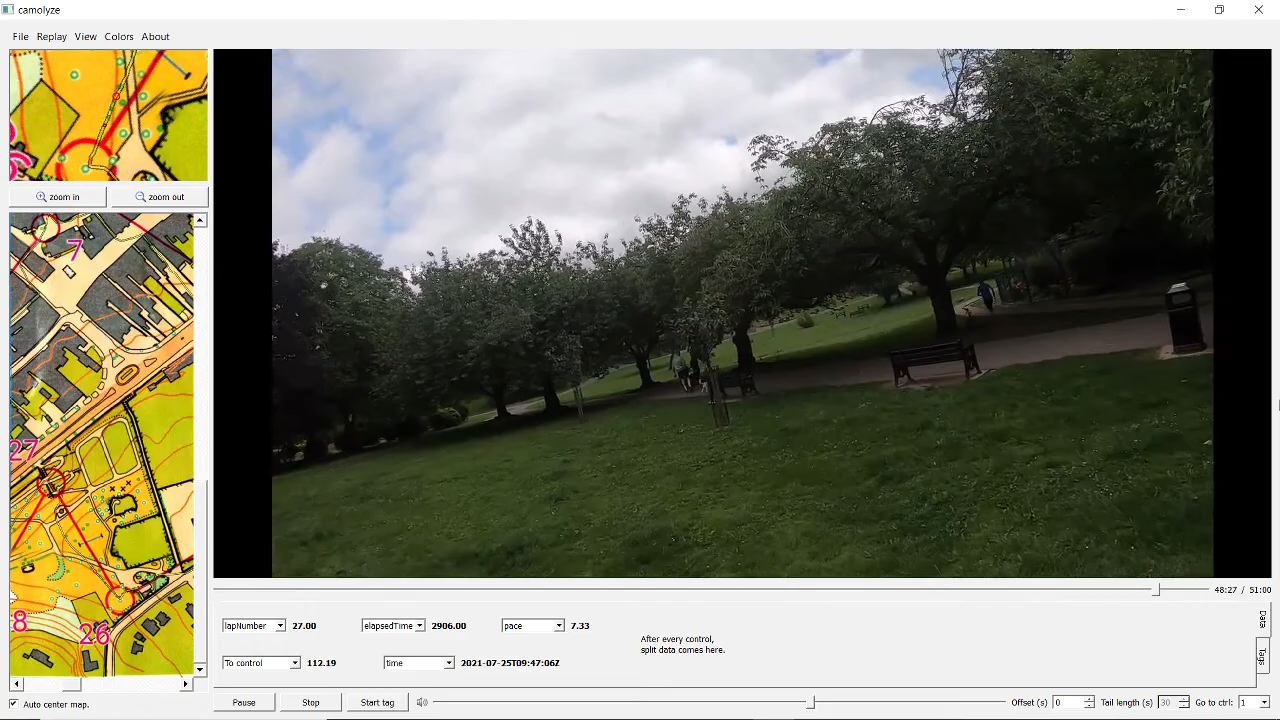 camolyze
File Replay View Colors About
zoom in zoom out
7
27
8
26
48:27 / 51:00
lapNumber 27.00 elapsedTime 2906.00 pace 7.33
After every control,
split data comes here.
To control 112.19 time 2021-07-25T09:47:06Z
Data
Tags
Auto center map.
Pause Stop Start tag Offset (s) 0 Tail length (s) 30 Go to ctrl: 1